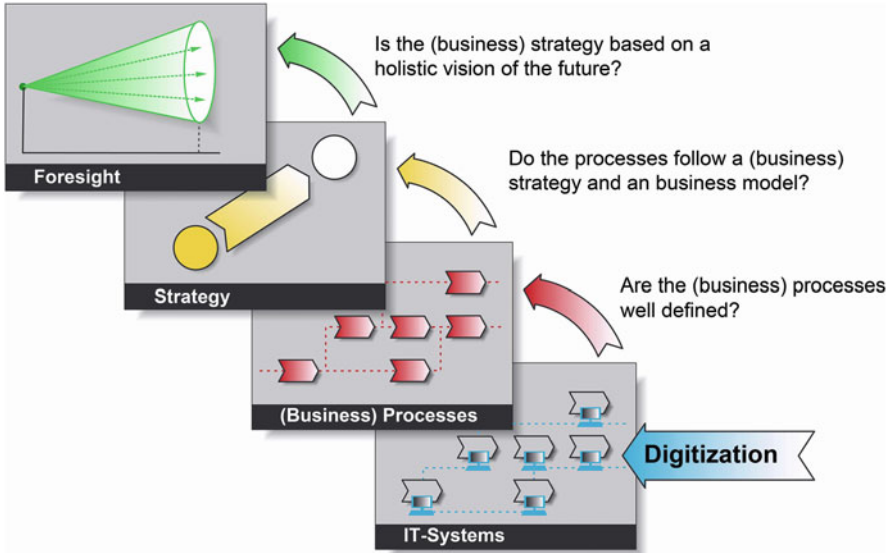 Is the (business) strategy based on a
holistic vision of the future?
Foresight
Do the processes follow a (business)
strategy and an business model?
Strategy
Are the (business) processes
well defined?
(Business) Processes
Digitization
IT-Systems